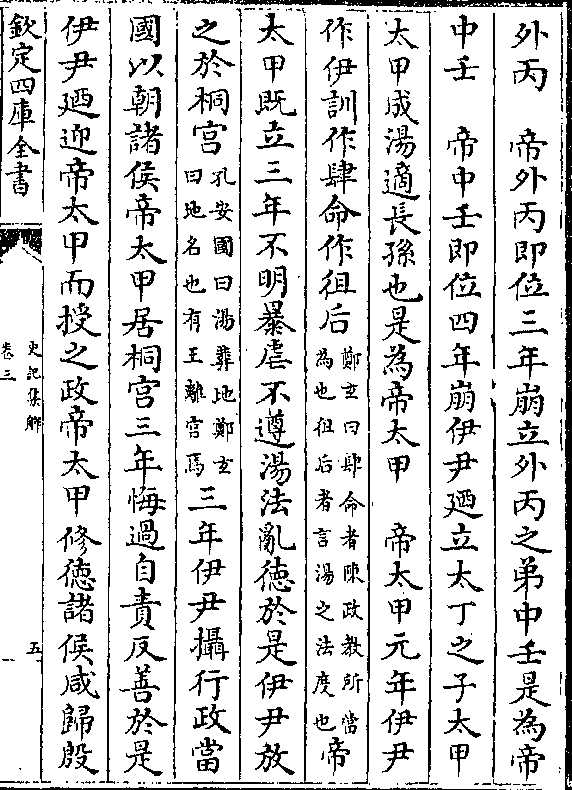 外丙　帝外丙即位三年崩立外丙之弟中壬是為帝
中壬　帝中壬即位四年崩伊尹廼立太丁之子太甲
太甲成湯適長孫也是為帝太甲　帝太甲元年伊尹
作伊訓作肆命作徂后鄭玄曰肆命者陳政教所當為也徂后者言湯之法度也帝
太甲既立三年不明暴虐不遵湯法亂徳於是伊尹放
之於桐宫孔安國曰湯葬地鄭玄曰地名也有王離宫焉三年伊尹攝行政當
國以朝諸侯帝太甲居桐宫三年悔過自責反善於是
伊尹廼迎帝太甲而授之政帝太甲修徳諸侯咸歸殷
欽定四庫全書
史記集解
卷三
五